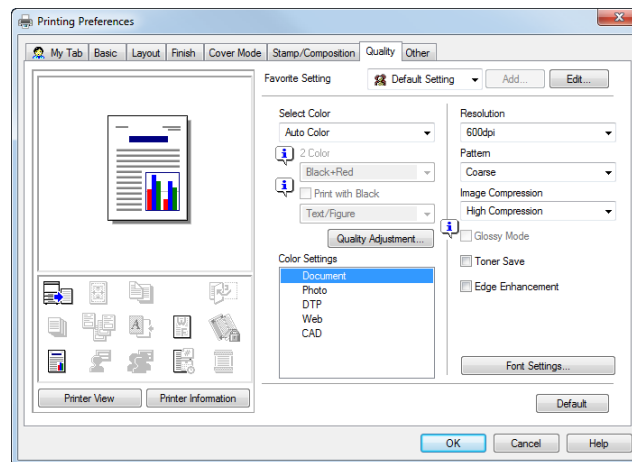 Printing Preferences
My Tab Basic Layout Finish Cover Mode Stamp/Composition Quality Other
Favorite Setting Default Setting Add... Edit...
Select Color
Auto Color
2 Color
Black+Red
Print with Black
Text/Figure
Quality Adjustment...
Color Settings
Document
Photo
DTP
Web
CAD
Resolution
600dpi
Pattern
Coarse
Image Compression
High Compression
Glossy Mode
Toner Save
Edge Enhancement
Font Settings...
Printer View Printer Information
Default
OK Cancel Help